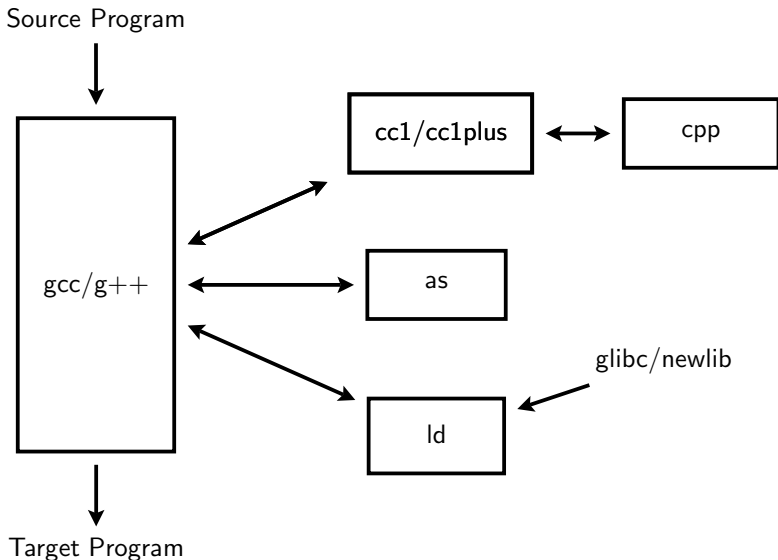 Source Program
cc1/cc1plus
cpp
gcc/g++
as
glibc/newlib
ld
Target Program